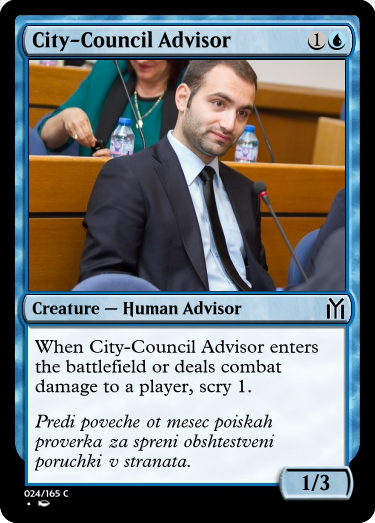 City-Council Advisor 1
Creature — Human Advisor
When City-Council Advisor enters
the battlefield or deals combat
damage to a player, scry 1.
Predi poveche ot mesec poiskah
proverka za spreni obshtestveni
poruchki v stranata.
1/3
024/165 C